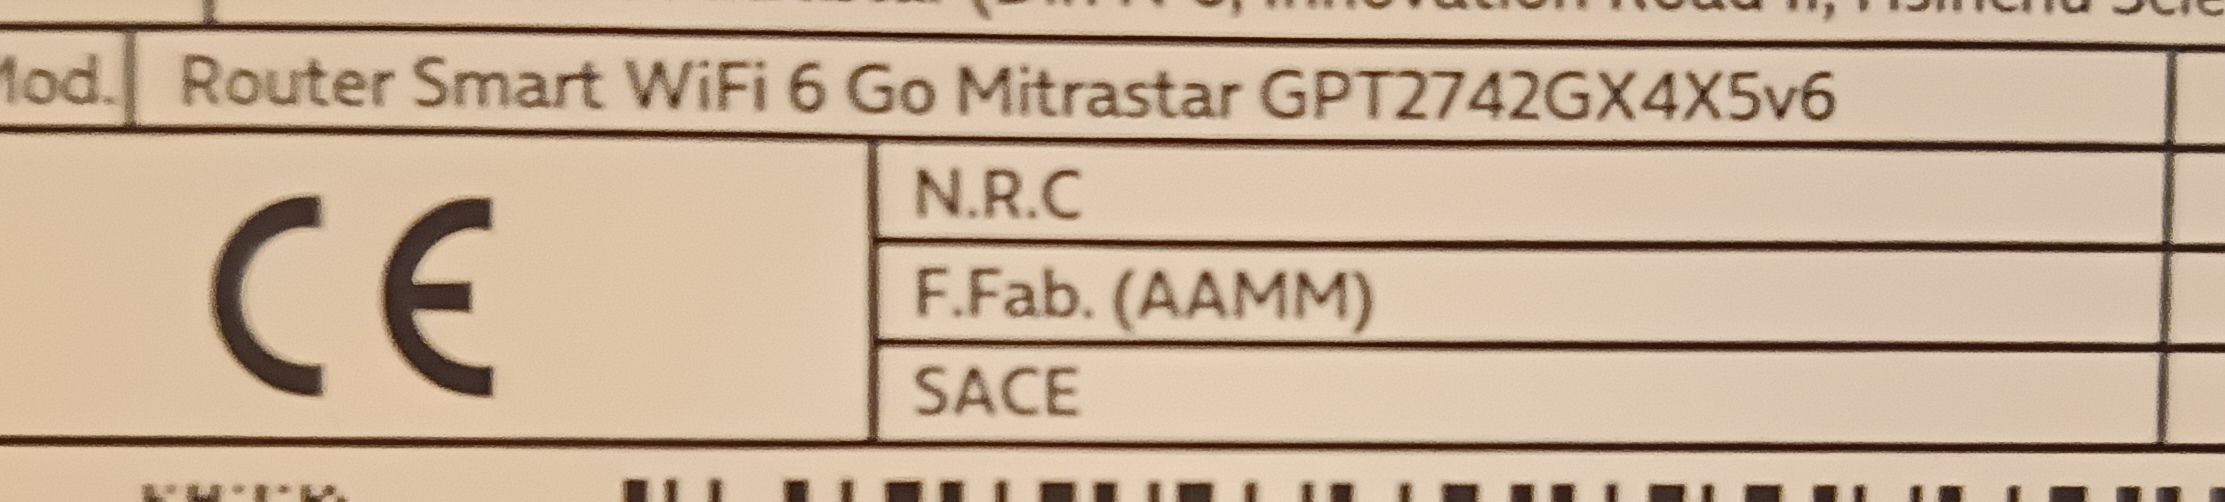 Mod. Router Smart WiFi 6 Go Mitrastar GPT2742GX4X5v6
CE
N.R.C
F.Fab. (AAMM)
SACE